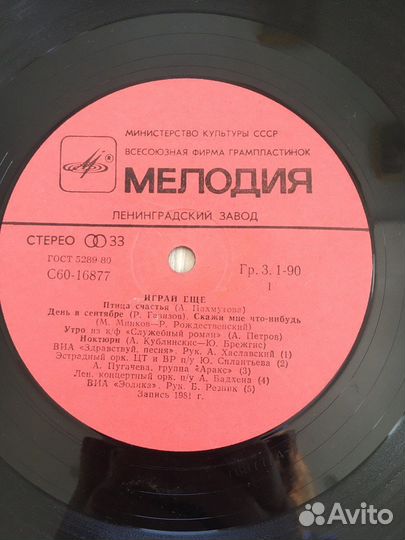 МИНИСТЕРСТВО КУЛЬТУРЫ СССР
ВСЕСОЮЗНАЯ ФИРМА ГРАМПЛАСТИНОК
МЕЛОДИЯ
ЛЕНИНГРАДСКИЙ ЗАВОД
СТЕРЕО 33
ГОСТ 5289-80
С60-16877
Гр. 3. 1-90
1
ИГРАЙ ЕЩЕ
Птица счастья (А. Пахмутова)
День в сентябре (Р. Газизов). Скажи мне что-нибудь
(М. Минков—Р. Рождественский)
Утро из к/ф «Служебный роман» (А. Петров)
Ноктюрн (А. Кублинскис—Ю. Брежгис)
ВИА «Здравствуй, песня». Рук. А. Хаславский (1)
Эстрадный орк. ЦТ и ВР п/у Ю. Силантьева (2)
А. Пугачева, группа «Аракс» (3)
Лен. концертный орк. п/у А. Бадхена (4)
ВИА «Эолика». Рук. Б. Резник (5)
Запись 1981 г.
Avito